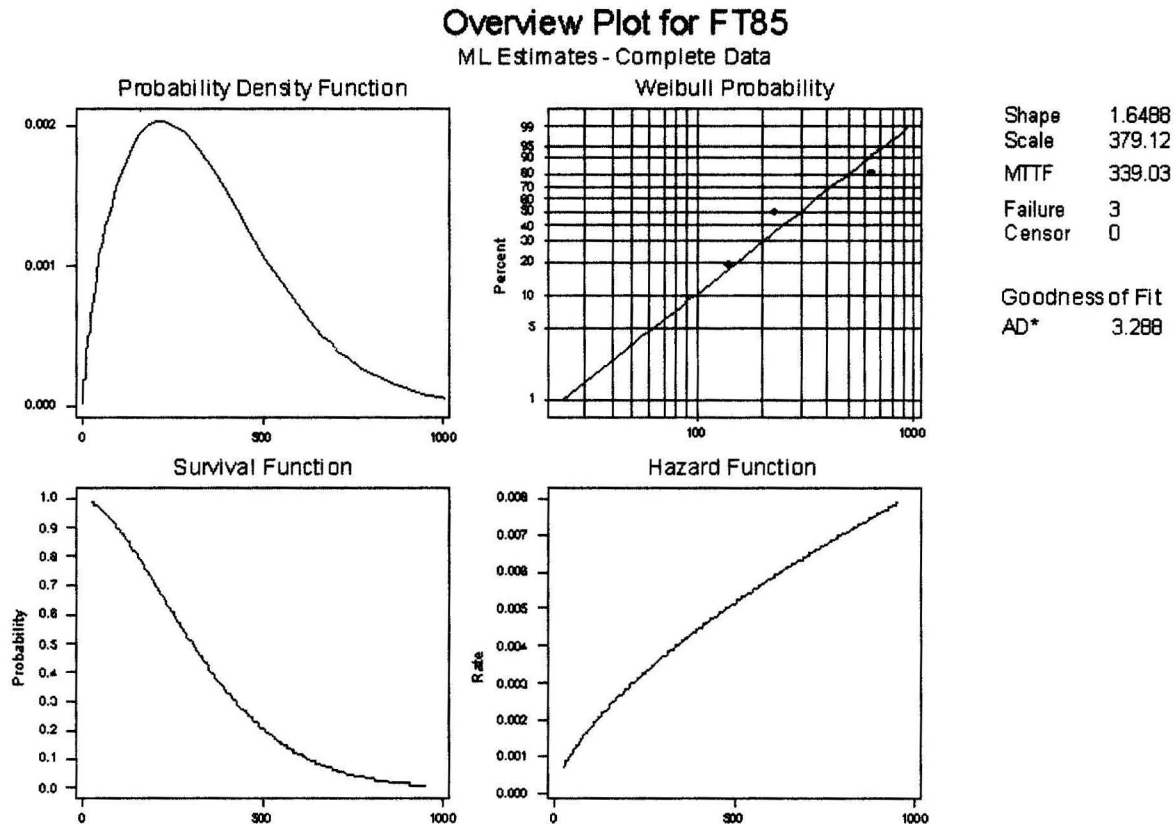 Overview Plot for FT85
ML Estimates - Complete Data
Probability Density Function
0.002
0.001
0.000
0
500
1000
Weibull Probability
Percent
99
95
90
80
70
60
50
40
30
20
10
5
1
100
1000
Shape 1.6488
Scale 379.12
MTTF 339.03
Failure 3
Censor 0
Goodness of Fit
AD* 3.288
Survival Function
Probability
1.0
0.9
0.8
0.7
0.6
0.5
0.4
0.3
0.2
0.1
0.0
0
500
1000
Hazard Function
Rate
0.008
0.007
0.006
0.005
0.004
0.003
0.002
0.001
0.000
0
500
1000